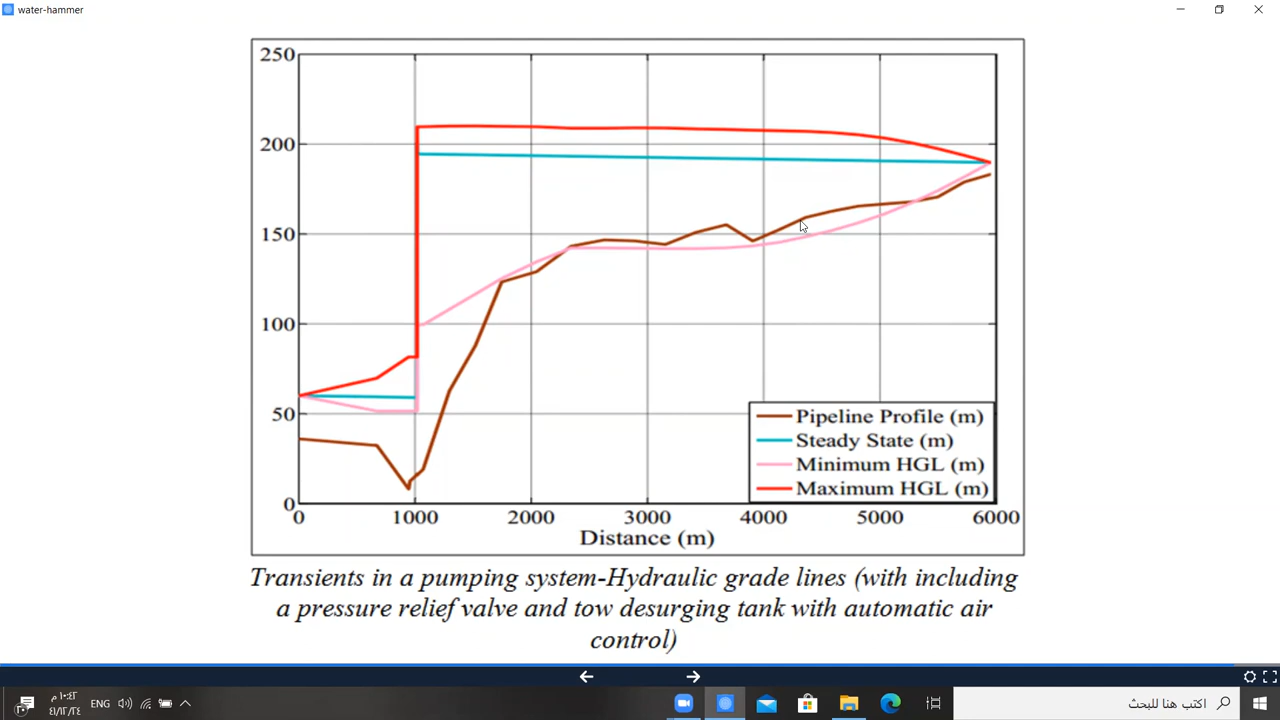 water-hammer
250
200
150
100
50
0
0 1000 2000 3000 4000 5000 6000
Distance (m)
Pipeline Profile (m)
Steady State (m)
Minimum HGL (m)
Maximum HGL (m)
Transients in a pumping system-Hydraulic grade lines (with including
a pressure relief valve and tow desurging tank with automatic air
control)
ENG
اكتب هنا للبحث